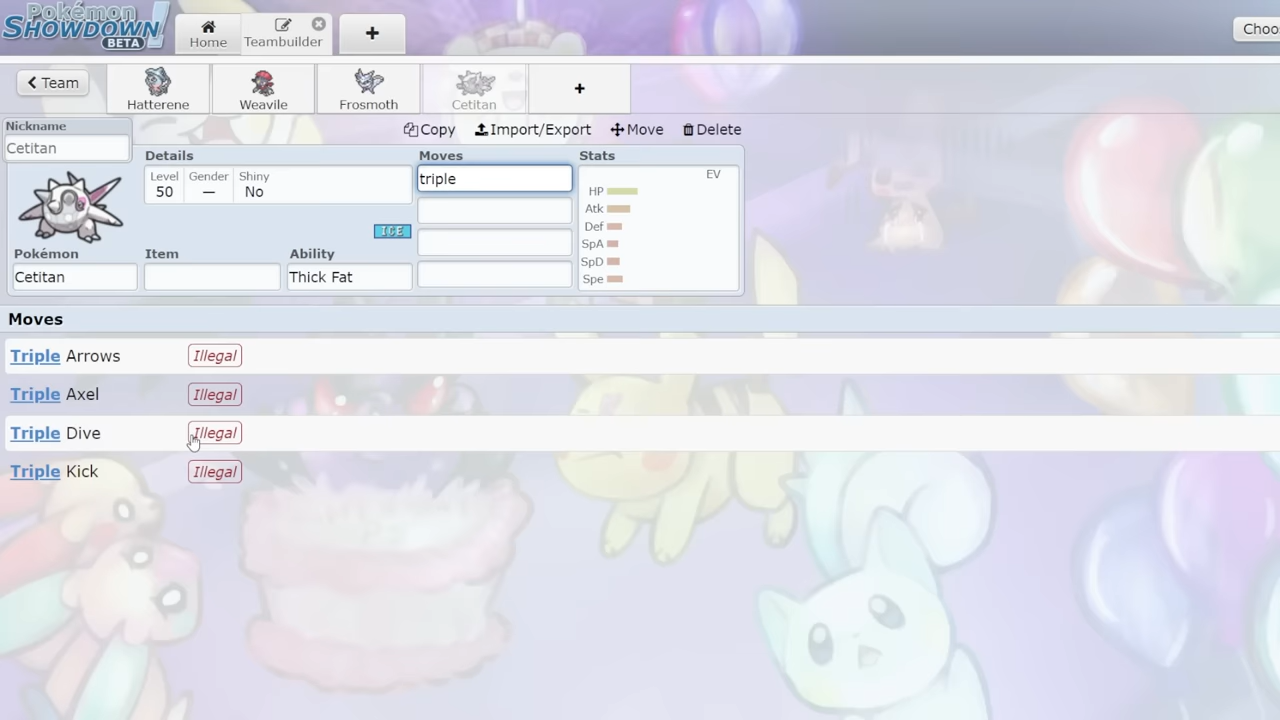 Pokémon
SHOWDOWN!
BETA
Home
Teambuilder
+
Choo
< Team
Hatterene
Weavile
Frosmoth
Cetitan
+
Nickname
Cetitan
Copy
Import/Export
Move
Delete
Details
Level
50
Gender
—
Shiny
No
ICE
Pokémon
Cetitan
Item
Ability
Thick Fat
Moves
triple
Stats
EV
HP
Atk
Def
SpA
SpD
Spe
Moves
Triple Arrows Illegal
Triple Axel Illegal
Triple Dive Illegal
Triple Kick Illegal